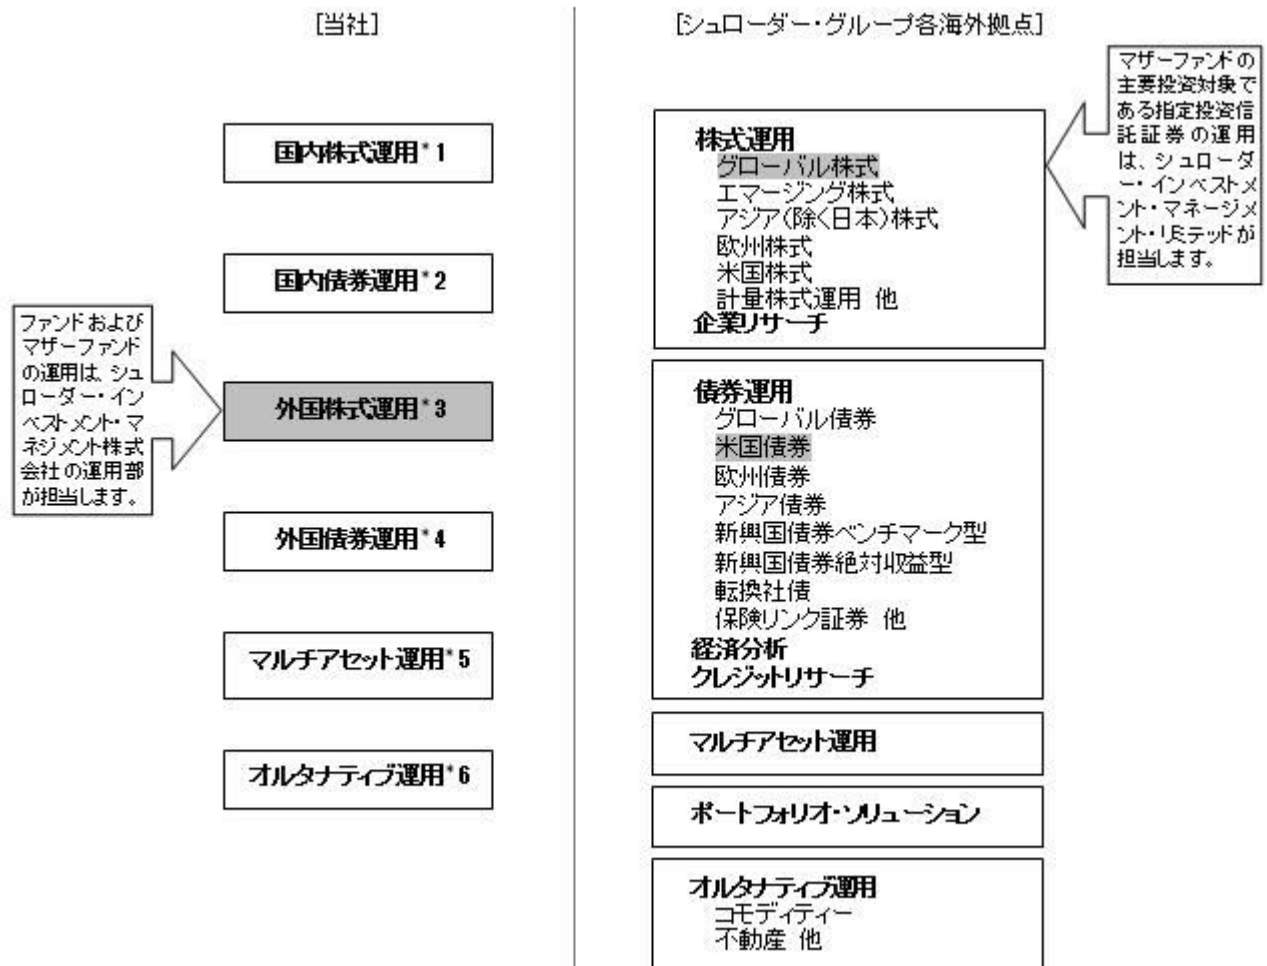 [当社]
国内株式運用*1
国内債券運用*2
ファンドおよび
マザーファンド
の運用は、シュ
ローダー・イン
ベストメント・マ
ネジメント株式
会社の運用部
が担当します。
外国株式運用*3
外国債券運用*4
マルチアセット運用*5
オルタナティブ運用*6
[シュローダー・グループ各海外拠点]
マザーファンドの
主要投資対象で
ある指定投資信
託証券の運用
は、シュローダ
ー・インベストメ
ント・マネージメ
ント・リミテッドが
担当します。
株式運用
グローバル株式
エマージング株式
アジア(除く日本)株式
欧州株式
米国株式
計量株式運用 他
企業リサーチ
債券運用
グローバル債券
米国債券
欧州債券
アジア債券
新興国債券ベンチマーク型
新興国債券絶対収益型
転換社債
保険リンク証券 他
経済分析
クレジットリサーチ
マルチアセット運用
ポートフォリオ・ソリューション
オルタナティブ運用
コモディティー
不動産 他